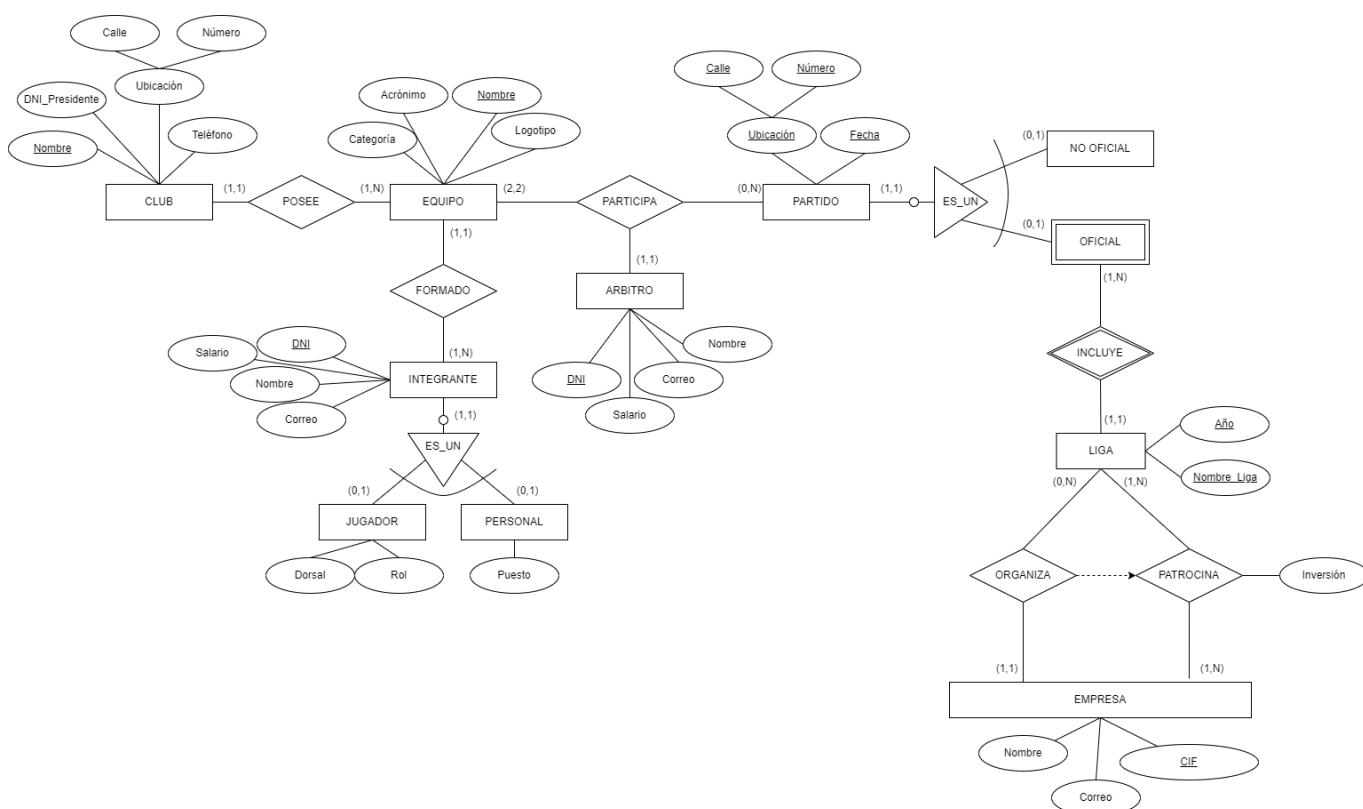 Calle
Número
Ubicación
DNI_Presidente
Nombre
Teléfono
CLUB
(1,1)
POSEE
(1,N)
Acrónimo
Nombre
Categoría
Logotipo
EQUIPO
(2,2)
(1,1)
PARTICIPA
(0,N)
Calle
Número
Ubicación
Fecha
PARTIDO
(1,1)
ES_UN
(0,1)
NO OFICIAL
(0,1)
OFICIAL
(1,N)
FORMADO
(1,N)
(1,1)
ARBITRO
DNI
Salario
Correo
Nombre
Salario
DNI
Nombre
Correo
INTEGRANTE
(1,1)
ES_UN
(0,1)
(0,1)
JUGADOR
PERSONAL
Dorsal
Rol
Puesto
INCLUYE
(1,1)
LIGA
Año
Nombre_Liga
(0,N)
(1,N)
ORGANIZA
PATROCINA
Inversión
(1,1)
(1,N)
EMPRESA
Nombre
Correo
CIF